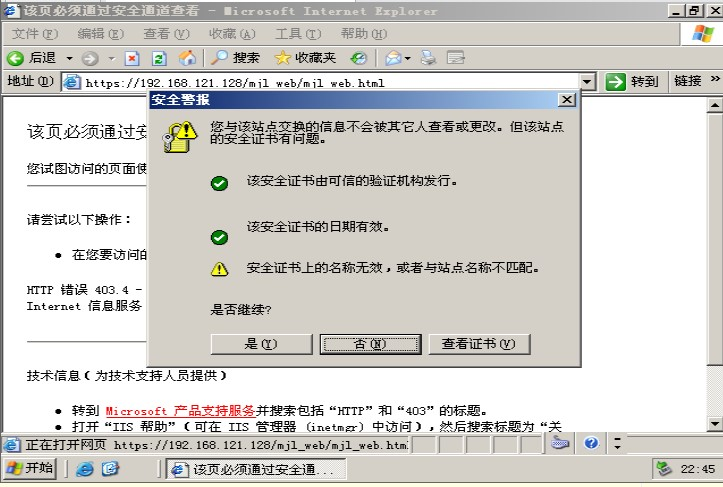 该页必须通过安全通道查看 - Microsoft Internet Explorer
文件(F) 编辑(E) 查看(V) 收藏(A) 工具(T) 帮助(H)
后退 搜索 收藏夹
地址(D) https://192.168.121.128/mjl_web/mjl_web.html 转到 链接 »
安全警报
您与该站点交换的信息不会被其它人查看或更改。但该站点
的安全证书有问题。
该安全证书由可信的验证机构发行。
该安全证书的日期有效。
安全证书上的名称无效，或者与站点名称不匹配。
是否继续?
是(Y) 否(N) 查看证书(V)
该页必须通过安
您试图访问的页面使
请尝试以下操作：
• 在您要访问的
HTTP 错误 403.4 -
Internet 信息服务
技术信息（为技术支持人员提供）
• 转到 Microsoft 产品支持服务并搜索包括“HTTP”和“403”的标题。
• 打开“IIS 帮助”（可在 IIS 管理器 (inetmgr) 中访问），然后搜索标题为“关
正在打开网页 https://192.168.121.128/mjl_web/mjl_web.htm
开始 该页必须通过安全通... 22:45